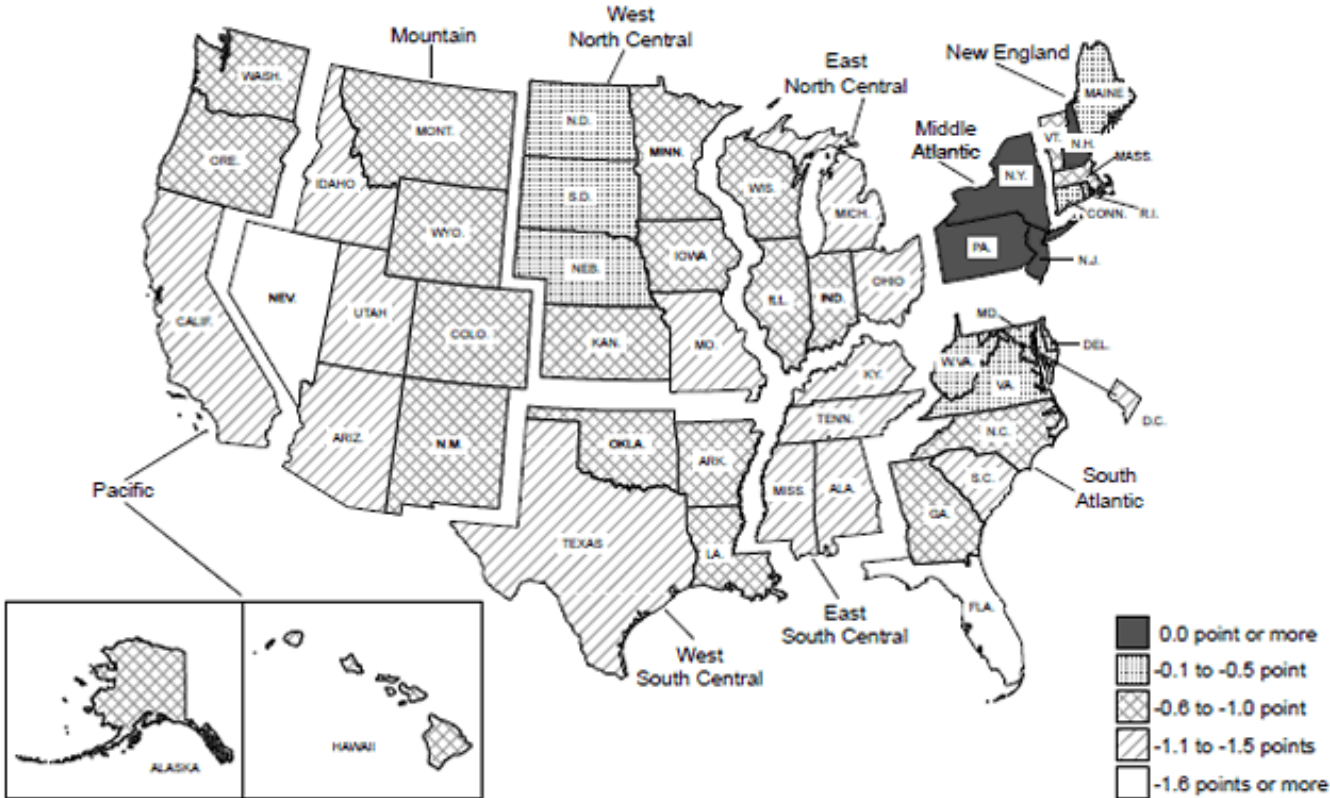 West
North Central
Mountain
New England
East
North Central
Middle
Atlantic
WASH.
MONT.
N.D.
MINN.
MAINE
VT.
N.H.
MASS.
ORE.
IDAHO
S.D.
WIS.
MICH.
N.Y.
CONN.
R.I.
WYO.
IOWA
NEB.
PA.
N.J.
NEV.
UTAH
COLO.
ILL.
IND.
OHIO
CALIF.
KAN.
MO.
MD.
DEL.
W.VA.
VA.
KY.
D.C.
TENN.
N.C.
ARIZ.
N.M.
OKLA.
ARK.
S.C.
South
Atlantic
Pacific
MISS.
ALA.
GA.
TEXAS
LA.
FLA.
East
South Central
West
South Central
HAWAII
ALASKA
0.0 point or more
-0.1 to -0.5 point
-0.6 to -1.0 point
-1.1 to -1.5 points
-1.6 points or more